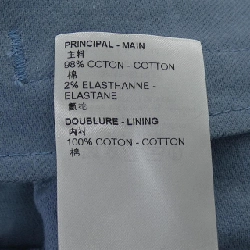 PRINCIPAL - MAIN
主料
98% COTON - COTTON
棉
2% ELASTHANNE -
ELASTANE
氨纶
DOUBLURE - LINING
内衬
100% COTON - COTTON
棉